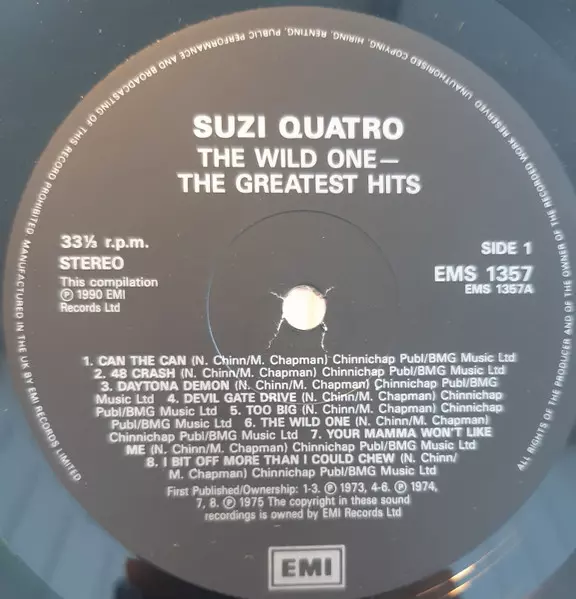 UNAUTHORISED COPYING, HIRING, RENTING, PUBLIC PERFORMANCE AND BROADCASTING OF THIS RECORD PROHIBITED. MANUFACTURED IN THE UK BY EMI RECORDS LIMITED.
ALL RIGHTS OF THE PRODUCER AND OF THE OWNER OF THE RECORDED WORK RESERVED
SUZI QUATRO
THE WILD ONE—
THE GREATEST HITS
33⅓ r.p.m.
STEREO
This compilation
℗ 1990 EMI
Records Ltd
SIDE 1
EMS 1357
EMS 1357A
1. CAN THE CAN (N. Chinn/M. Chapman) Chinnichap Publ/BMG Music Ltd
2. 48 CRASH (N. Chinn/M. Chapman) Chinnichap Publ/BMG Music Ltd
3. DAYTONA DEMON (N. Chinn/M. Chapman) Chinnichap Publ/BMG
Music Ltd 4. DEVIL GATE DRIVE (N. Chinn/M. Chapman) Chinnichap
Publ/BMG Music Ltd 5. TOO BIG (N. Chinn/M. Chapman) Chinnichap
Publ/BMG Music Ltd 6. THE WILD ONE (N. Chinn/M. Chapman)
Chinnichap Publ/BMG Music Ltd 7. YOUR MAMMA WON'T LIKE
ME (N. Chinn/M. Chapman) Chinnichap Publ/BMG Music Ltd
8. I BIT OFF MORE THAN I COULD CHEW (N. Chinn/
M. Chapman) Chinnichap Publ/BMG Music Ltd
First Published/Ownership: 1-3. ℗ 1973, 4-6. ℗ 1974,
7, 8. ℗ 1975 The copyright in these sound
recordings is owned by EMI Records Ltd
EMI